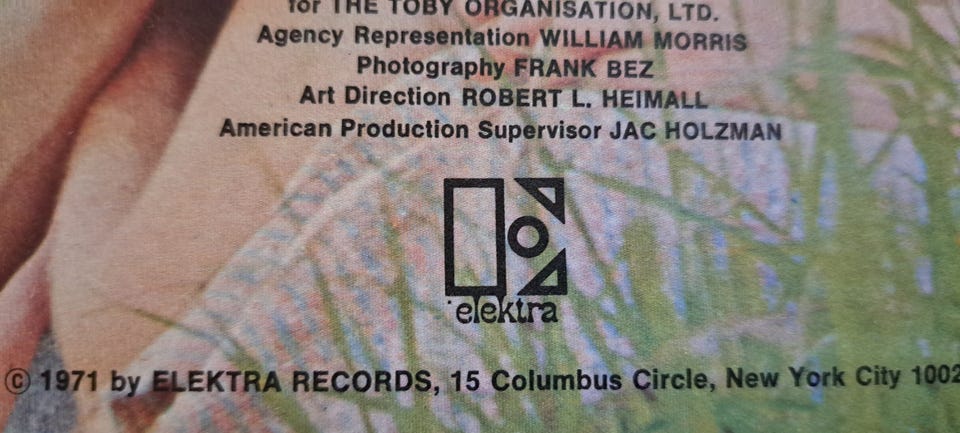 for THE TOBY ORGANISATION, LTD.
Agency Representation WILLIAM MORRIS
Photography FRANK BEZ
Art Direction ROBERT L. HEIMALL
American Production Supervisor JAC HOLZMAN
elektra
© 1971 by ELEKTRA RECORDS, 15 Columbus Circle, New York City 1002